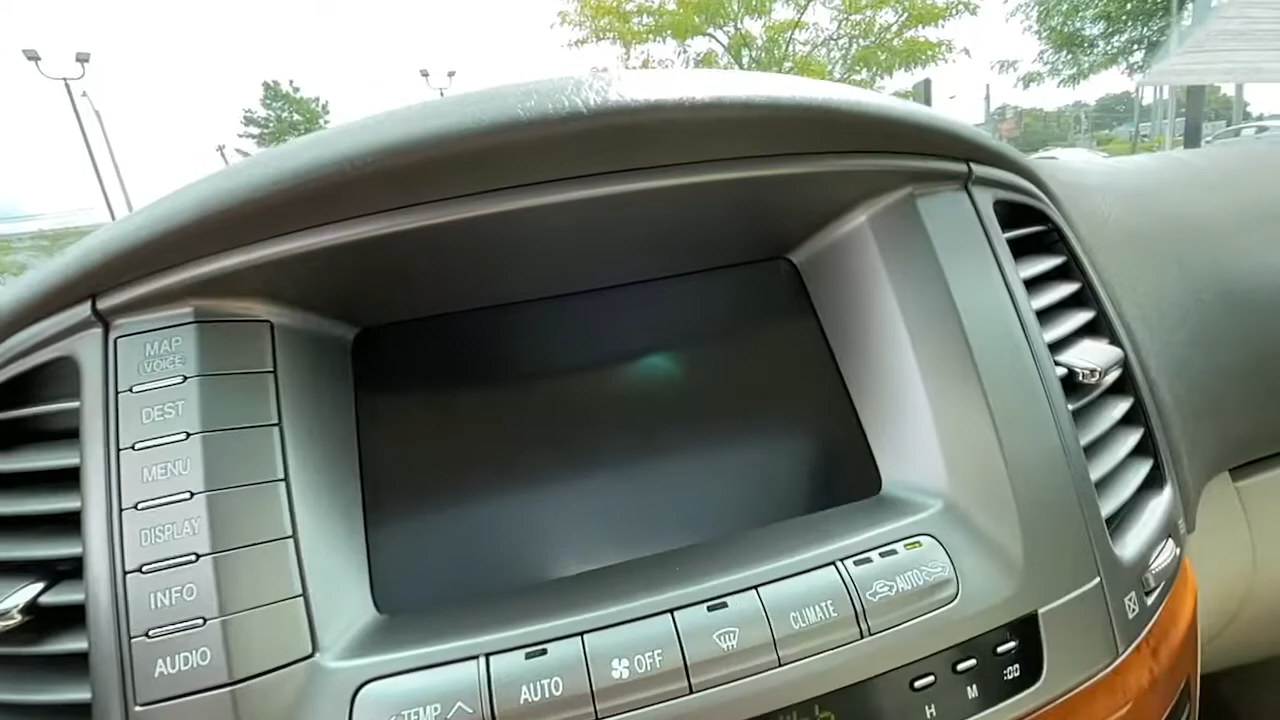 MAP
VOICE
DEST
MENU
DISPLAY
INFO
AUDIO
TEMP
AUTO
OFF
CLIMATE
AUTO
H
M
:00